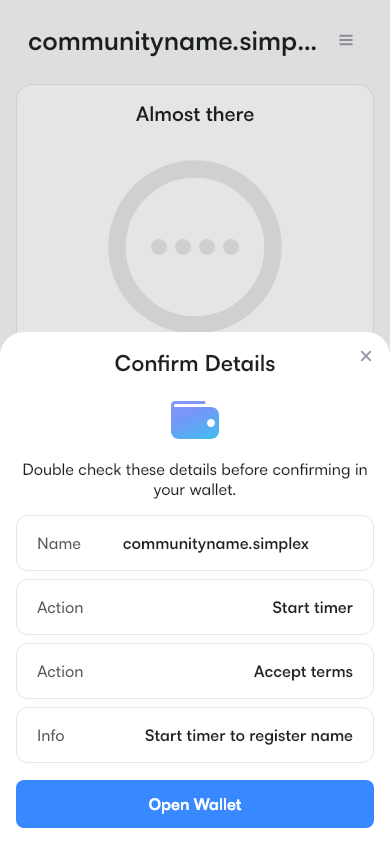 communityname.simp...
Almost there
Confirm Details
Double check these details before confirming in
your wallet.
Name communityname.simplex
Action Start timer
Action Accept terms
Info Start timer to register name
Open Wallet